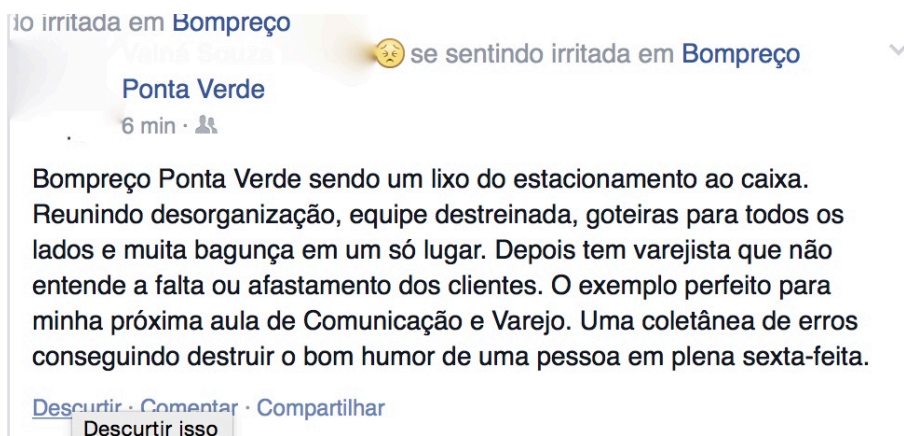 do irritada em Bompreço
se sentindo irritada em Bompreço
Ponta Verde
6 min ·
Bompreço Ponta Verde sendo um lixo do estacionamento ao caixa.
Reunindo desorganização, equipe destreinada, goteiras para todos os
lados e muita bagunça em um só lugar. Depois tem varejista que não
entende a falta ou afastamento dos clientes. O exemplo perfeito para
minha próxima aula de Comunicação e Varejo. Uma coletânea de erros
conseguindo destruir o bom humor de uma pessoa em plena sexta-feita.
Descurtir · Comentar · Compartilhar
Descurtir isso